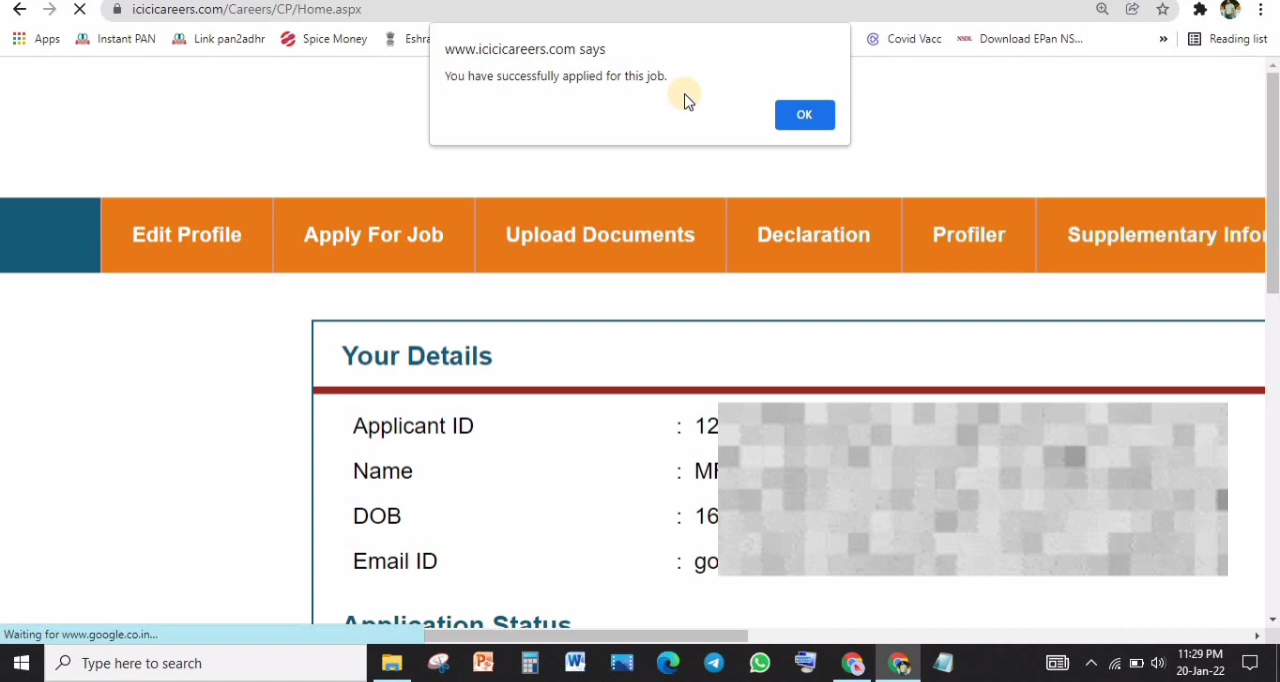 icicicareers.com/Careers/CP/Home.aspx
Apps Instant PAN Link pan2adhr Spice Money Eshra Covid Vacc NSDL Download EPan NS... » Reading list
www.icicicareers.com says
You have successfully applied for this job.
OK
Edit Profile Apply For Job Upload Documents Declaration Profiler Supplementary Infor
Your Details
Applicant ID : 12
Name : MR
DOB : 16
Email ID : go
Application Status
Waiting for www.google.co.in...
Type here to search
11:29 PM
20-Jan-22